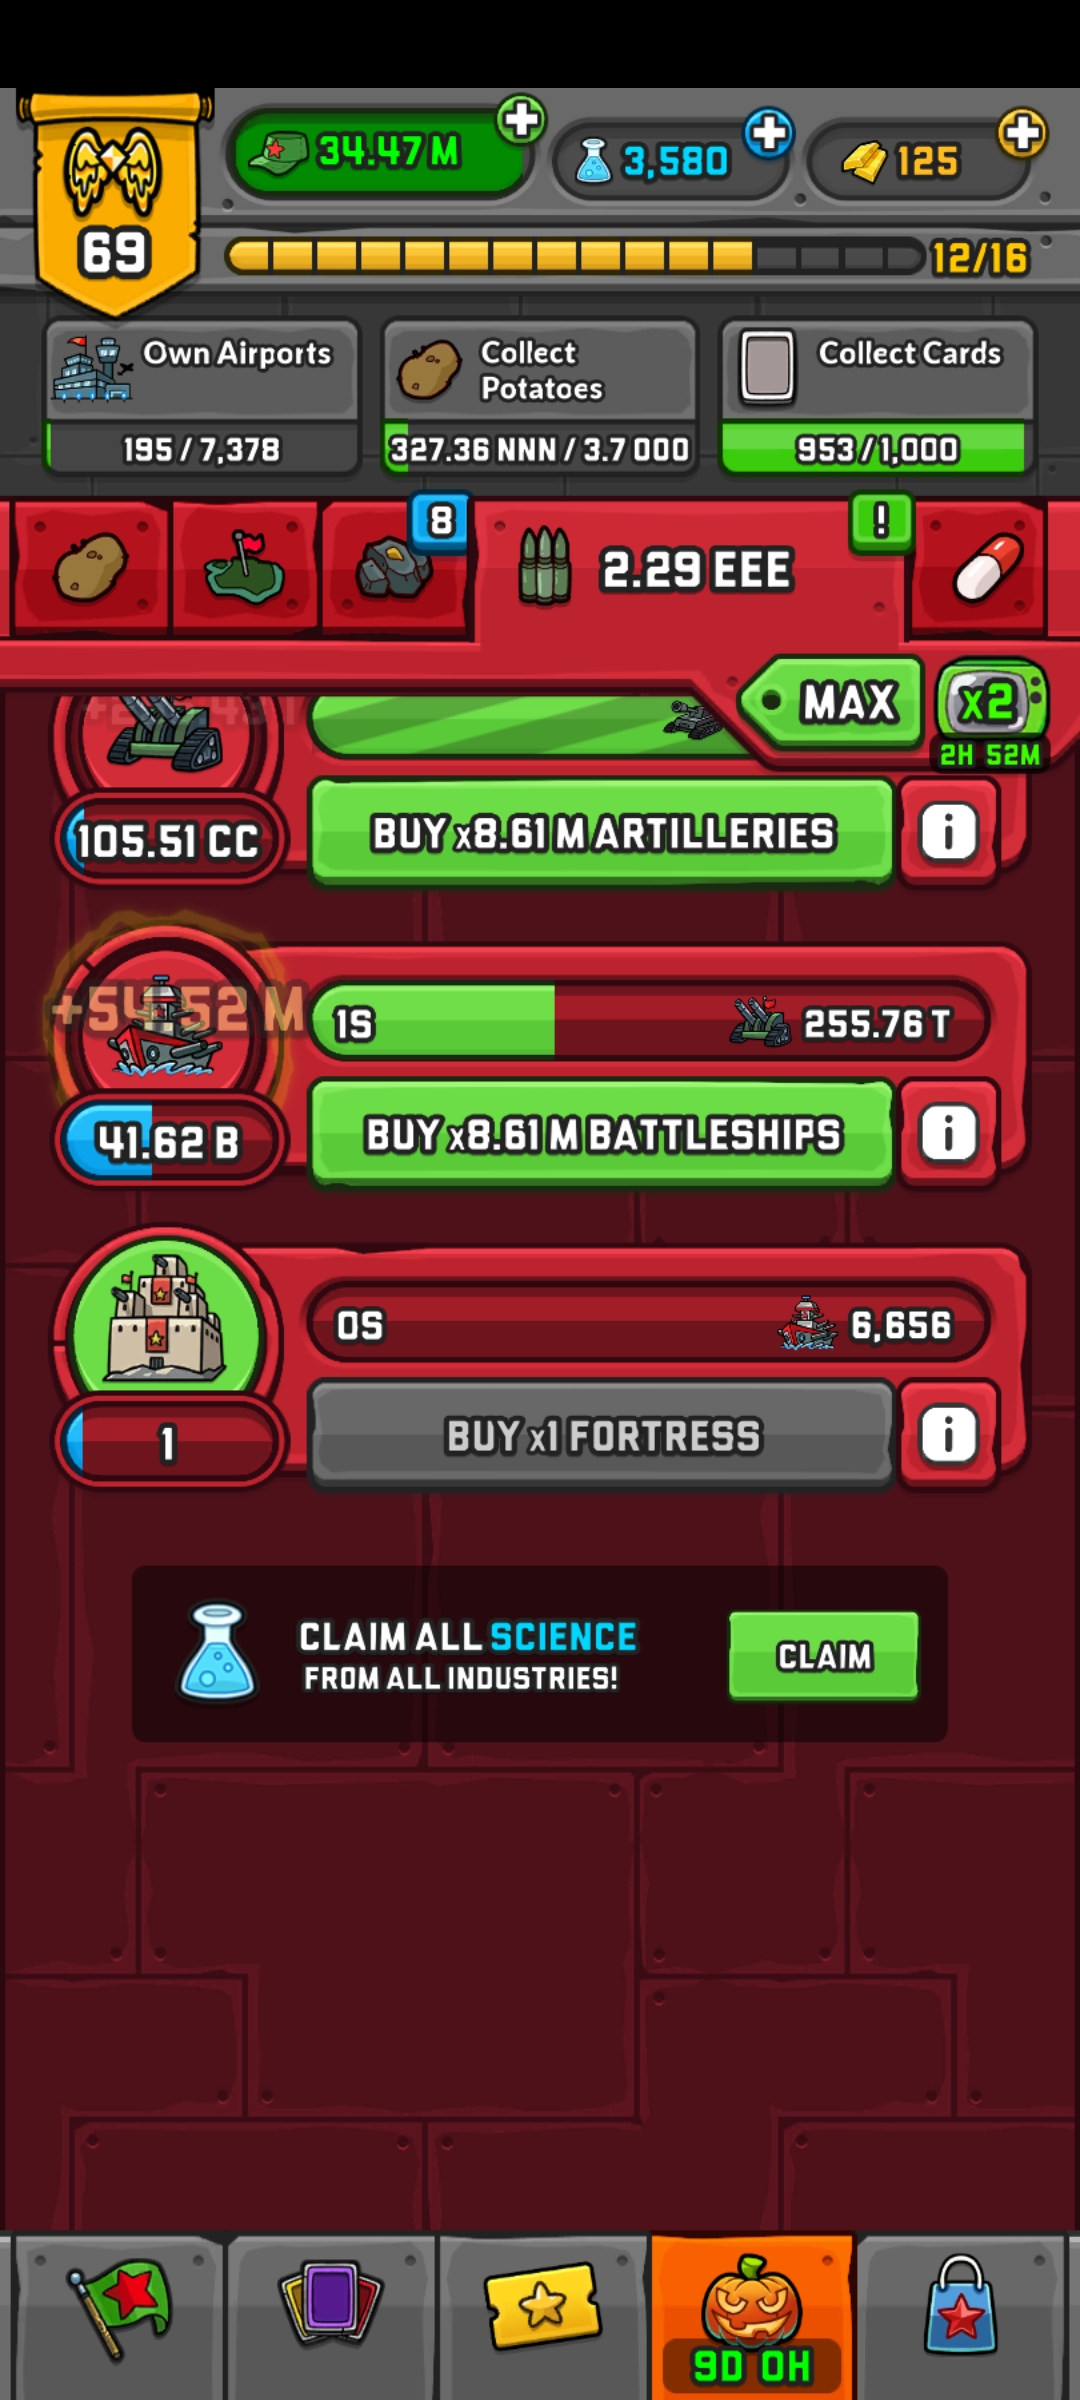 34.47 M
3,580
125
69
12/16
Own Airports
195 / 7,378
Collect
Potatoes
327.36 NNN / 3.7 OOO
Collect Cards
953 / 1,000
8
2.29 EEE
!
MAX
x2
2H 52M
105.51 CC
BUY x8.61 M ARTILLERIES
i
+54.52 M
1S
255.76 T
41.62 B
BUY x8.61 M BATTLESHIPS
i
0S
6,656
1
BUY x1 FORTRESS
i
CLAIM ALL SCIENCE
FROM ALL INDUSTRIES!
CLAIM
9D 0H